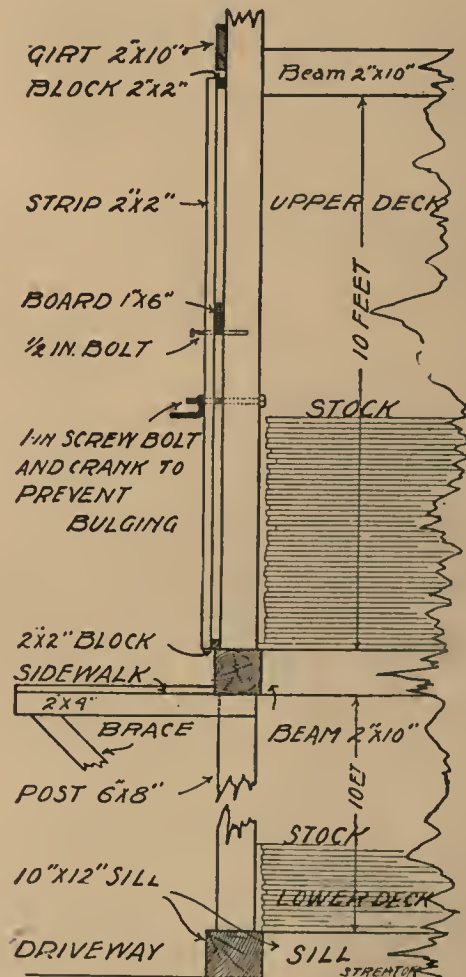 GIRT 2"X10"
BLOCK 2"X2"
Beam 2"X10"
STRIP 2"X2"
UPPER DECK
10 FEET
BOARD 1"X6"
1/2 IN. BOLT
STOCK
1-IN SCREW BOLT
AND CRANK TO
PREVENT
BULGING
2"X2" BLOCK
SIDEWALK
2"X4"
BRACE
BEAM 2"X10"
POST 6"X8"
10 FT
STOCK
10"X12" SILL
LOWER DECK
DRIVEWAY
SILL